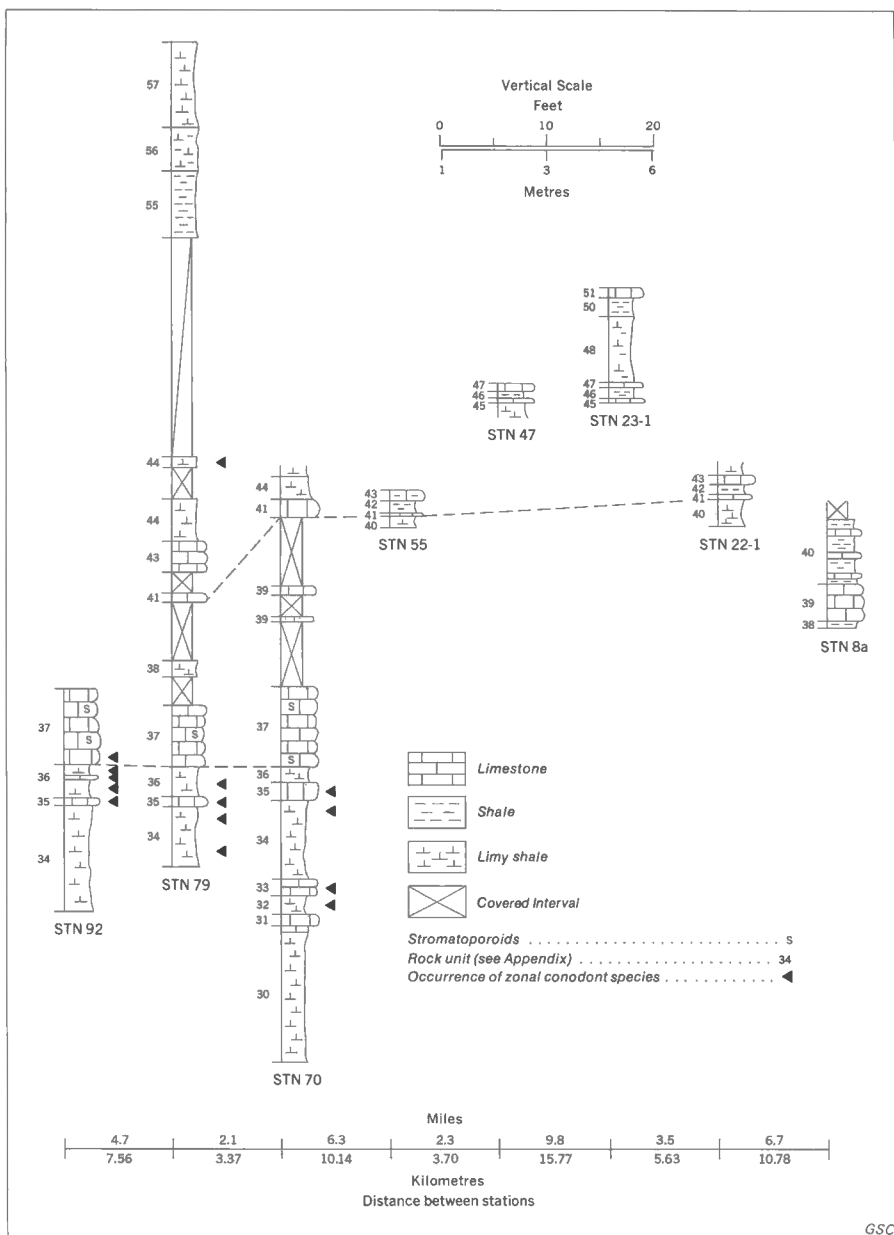 Vertical Scale
Feet
0 10 20
1 3 6
Metres
57
56
55
44
44
43
41
38
37
S
36
35
34
STN 79
37
S
S
36
35
34
STN 92
44
41
39
39
37
S
S
36
35
34
33
32
31
30
STN 70
43
42
41
40
STN 55
47
46
45
STN 47
51
50
48
47
46
45
STN 23-1
43
42
41
40
STN 22-1
40
39
38
STN 8a
Limestone
Shale
Limy shale
Covered Interval
Stromatoporoids . . . . . . . . . . . . . . . . . . . . . . . . . . . . . S
Rock unit (see Appendix) . . . . . . . . . . . . . . . . . . . . . 34
Occurrence of zonal conodont species . . . . . . . . . . . ◀
Miles
4.7 2.1 6.3 2.3 9.8 3.5 6.7
7.56 3.37 10.14 3.70 15.77 5.63 10.78
Kilometres
Distance between stations
GSC